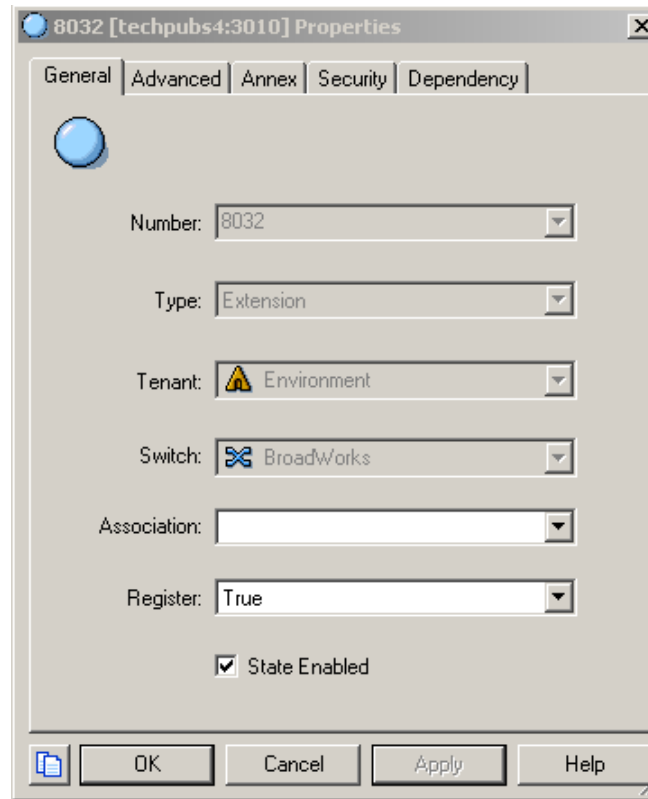 8032 [techpubs4:3010] Properties
General Advanced Annex Security Dependency
Number: 8032
Type: Extension
Tenant: Environment
Switch: BroadWorks
Association:
Register: True
State Enabled
OK Cancel Apply Help